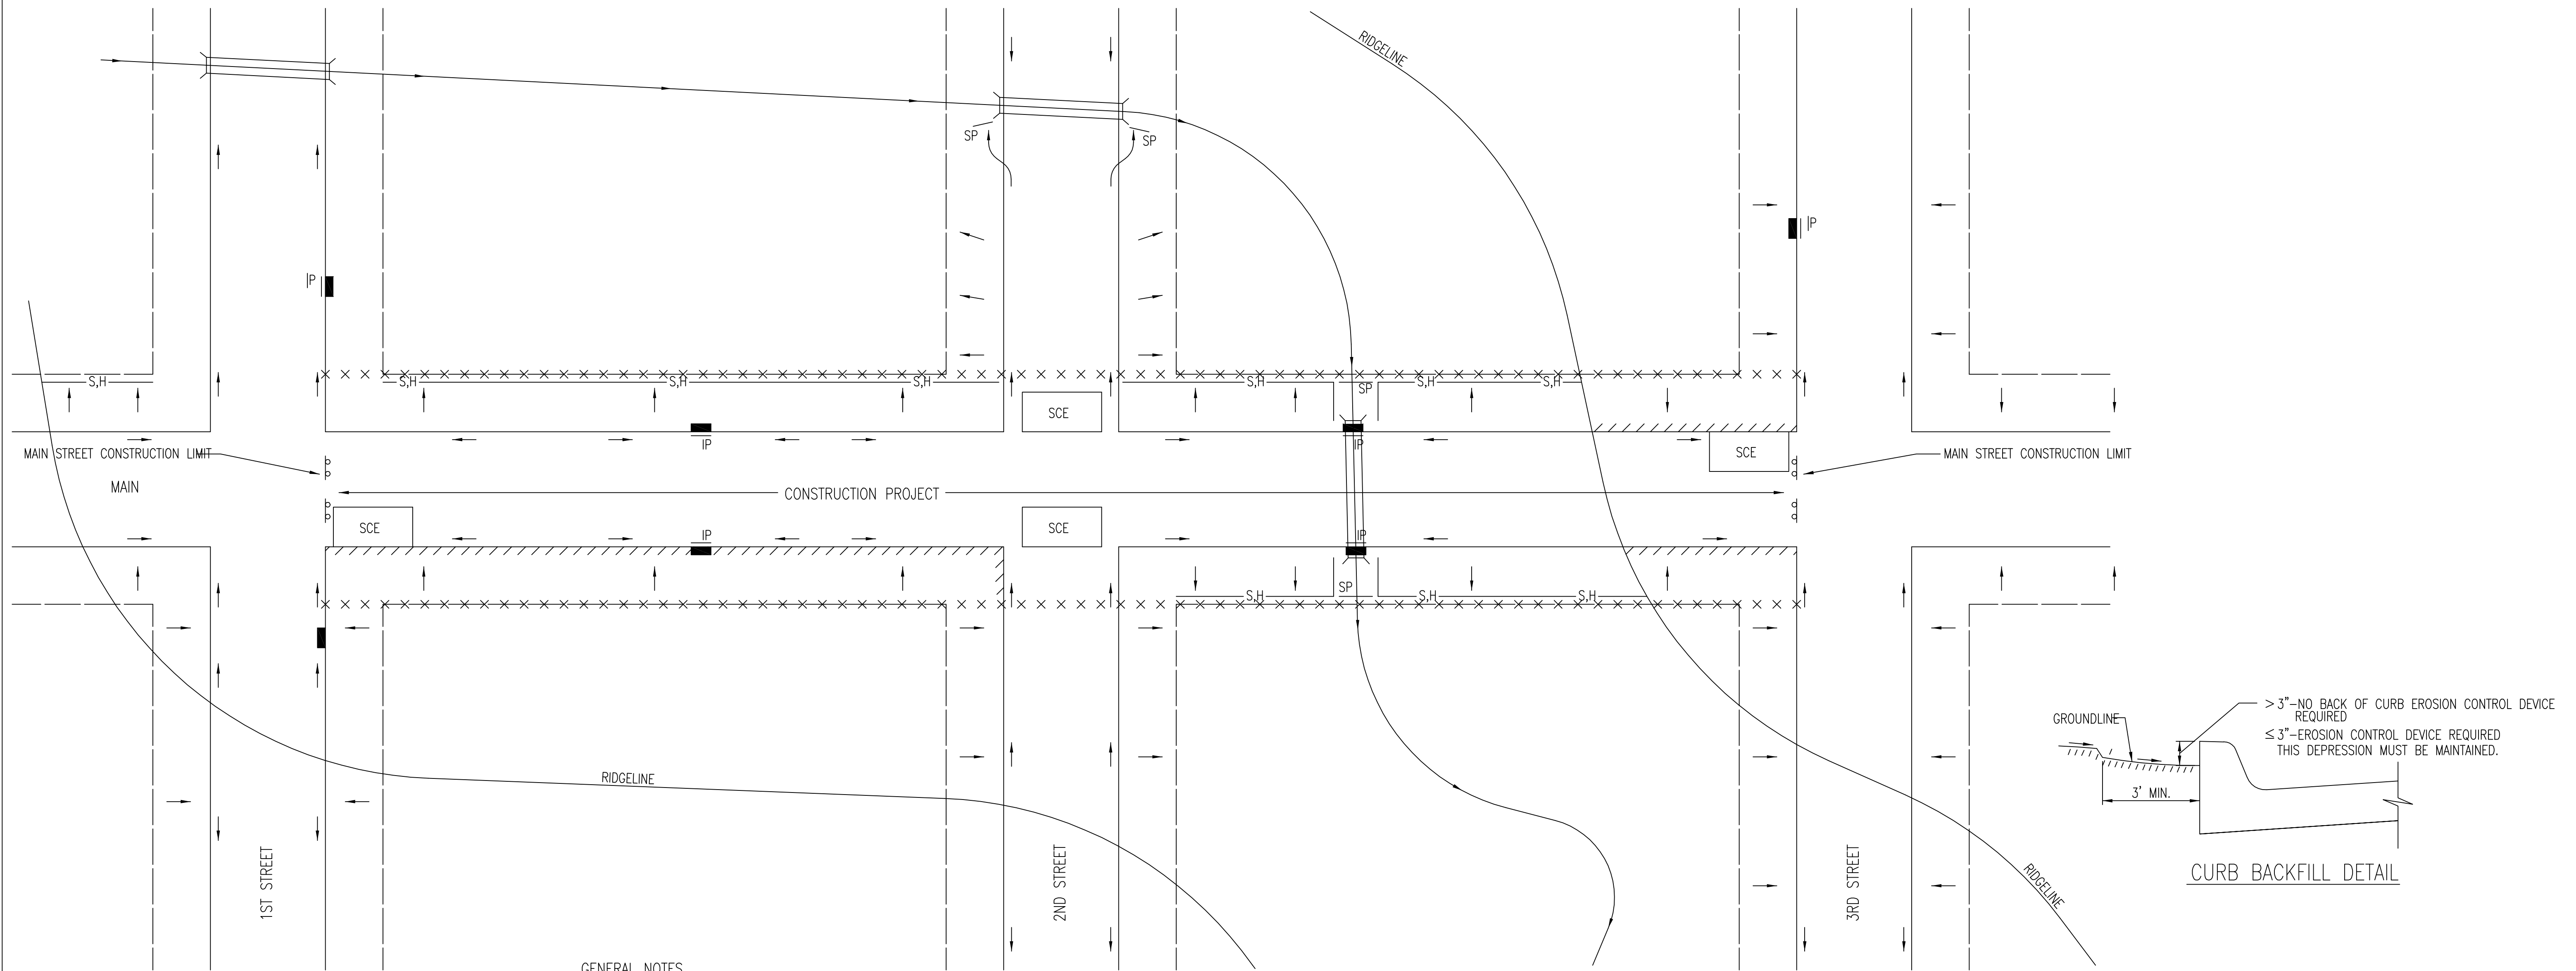 RIDGELINE
SP
SP
IP
IP
S,H
S,H
S,H
S,H
S,H
SP
S,H
S,H
SCE
MAIN STREET CONSTRUCTION LIMIT
IP
IP
SCE
MAIN STREET CONSTRUCTION LIMIT
MAIN
CONSTRUCTION PROJECT
SCE
IP
SCE
IP
S,H
SP
S,H
S,H
RIDGELINE
1ST STREET
2ND STREET
3RD STREET
RIDGELINE
GROUNDLINE
>3"-NO BACK OF CURB EROSION CONTROL DEVICE
REQUIRED
≤3"-EROSION CONTROL DEVICE REQUIRED
THIS DEPRESSION MUST BE MAINTAINED.
3' MIN.
CURB BACKFILL DETAIL
GENERAL NOTES